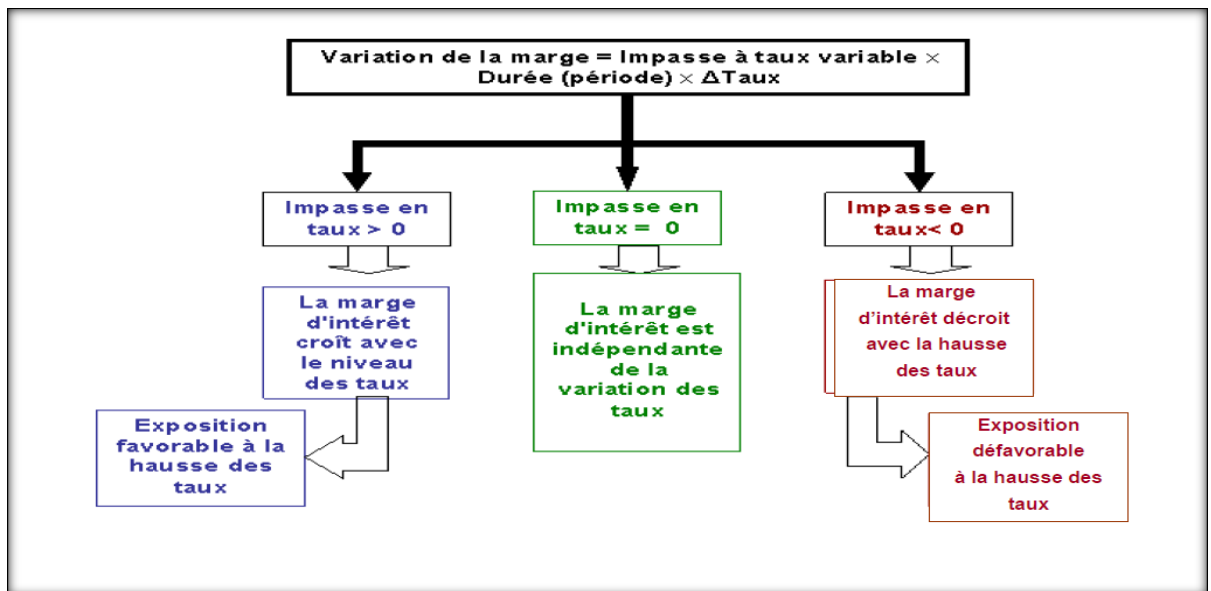 Variation de la marge = Impasse à taux variable ×
Durée (période) × ΔTaux
Impasse en
taux > 0
Impasse en
taux = 0
Impasse en
taux< 0
La marge
d'intérêt
croît avec
le niveau
des taux
La marge
d'intérêt est
indépendante
de la
variation des
taux
La marge
d’intérêt décroit
avec la hausse
des taux
Exposition
favorable à la
hausse des
taux
Exposition
défavorable
à la hausse des
taux